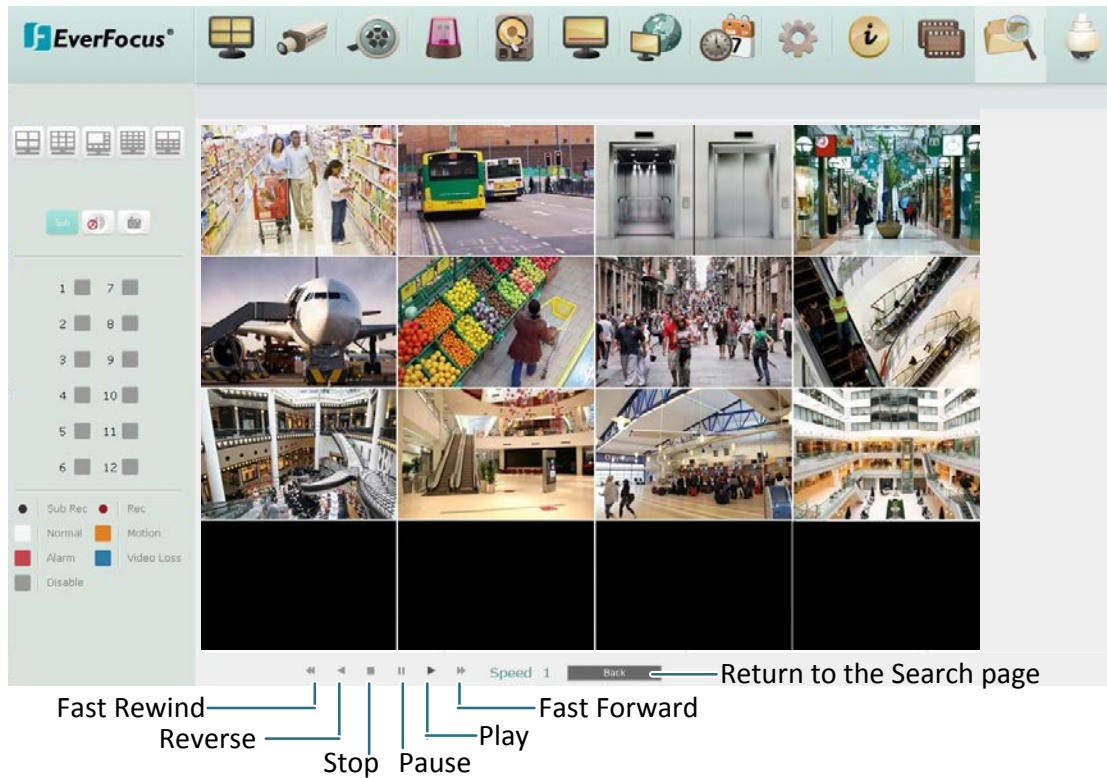 EverFocus®
7
i
Sub
1 7
2 8
3 9
4 10
5 11
6 12
Sub Rec Rec
Normal Motion
Alarm Video Loss
Disable
Speed 1 Back
Return to the Search page
Fast Rewind
Fast Forward
Reverse
Play
Stop
Pause